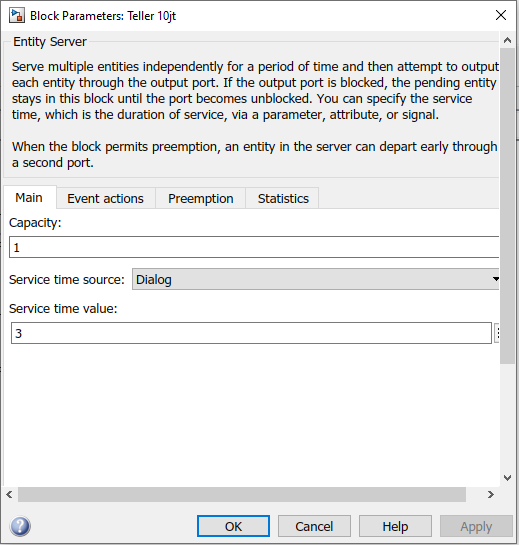 Block Parameters: Teller 10jt
Entity Server
Serve multiple entities independently for a period of time and then attempt to output
each entity through the output port. If the output port is blocked, the pending entity
stays in this block until the port becomes unblocked. You can specify the service
time, which is the duration of service, via a parameter, attribute, or signal.
When the block permits preemption, an entity in the server can depart early through
a second port.
Main Event actions Preemption Statistics
Capacity:
1
Service time source: Dialog
Service time value:
3
OK Cancel Help Apply